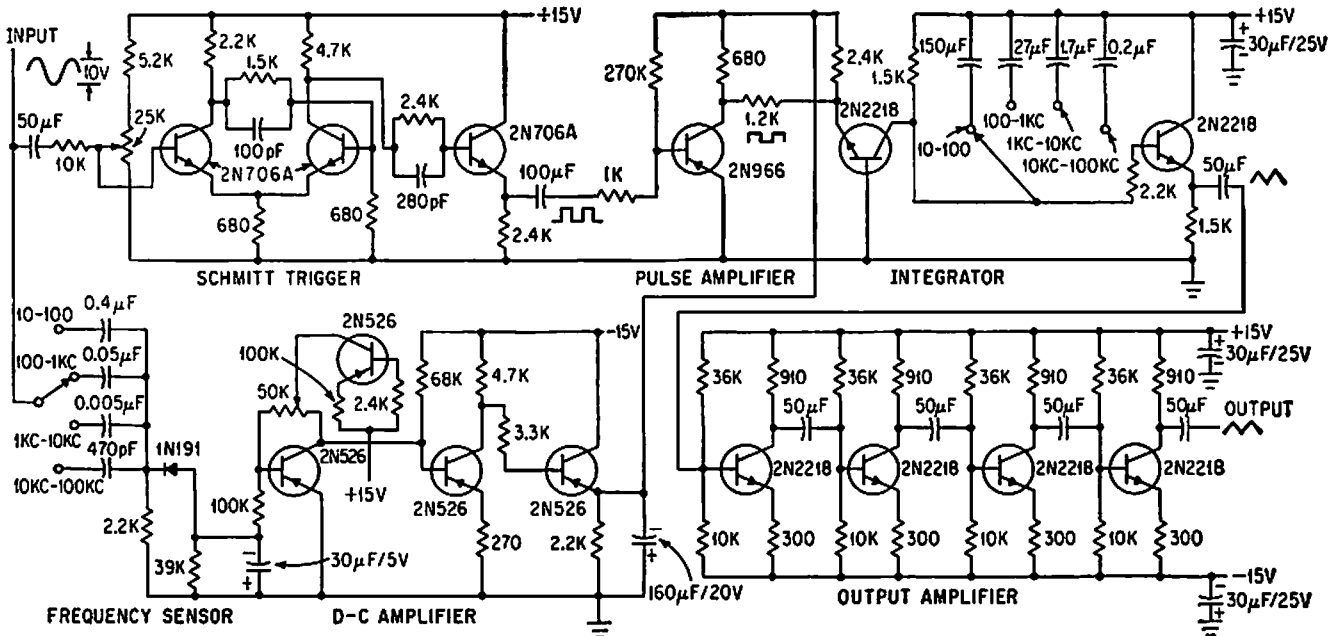 INPUT
10V
50µF
10K
5.2K
25K
2.2K
1.5K
100pF
2N706A
4.7K
680
680
2.4K
280pF
2N706A
100µF
2.4K
1K
+15V
SCHMITT TRIGGER
270K
680
1.2K
2N966
PULSE AMPLIFIER
2.4K
2N2218
1.5K
150µF
27µF
1.7µF
0.2µF
10-100
100-1KC
1KC-10KC
10KC-100KC
INTEGRATOR
+15V
30µF/25V
2N2218
2.2K
50µF
1.5K
10-100
0.4µF
100-1KC
0.05µF
0.005µF
1KC-10KC
470pF
10KC-100KC
1N191
2.2K
39K
FREQUENCY SENSOR
100K
50K
100K
30µF/5V
2N526
2.4K
2N526
+15V
68K
4.7K
3.3K
2N526
270
2N526
2.2K
-15V
160µF/20V
D-C AMPLIFIER
36K
910
36K
910
36K
910
36K
910
+15V
30µF/25V
50µF
50µF
50µF
50µF
OUTPUT
2N2218
2N2218
2N2218
2N2218
10K
300
10K
300
10K
300
10K
300
-15V
30µF/25V
OUTPUT AMPLIFIER